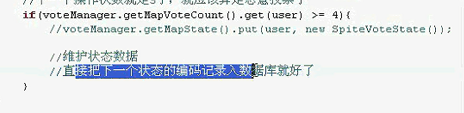 if(voteManager.getMapVoteCount().get(user) >= 4){
//voteManager.getMapState().put(user, new SpiteVoteState());
//维护状态数据
//直接把下一个状态的编码记录入数据库就好了
}